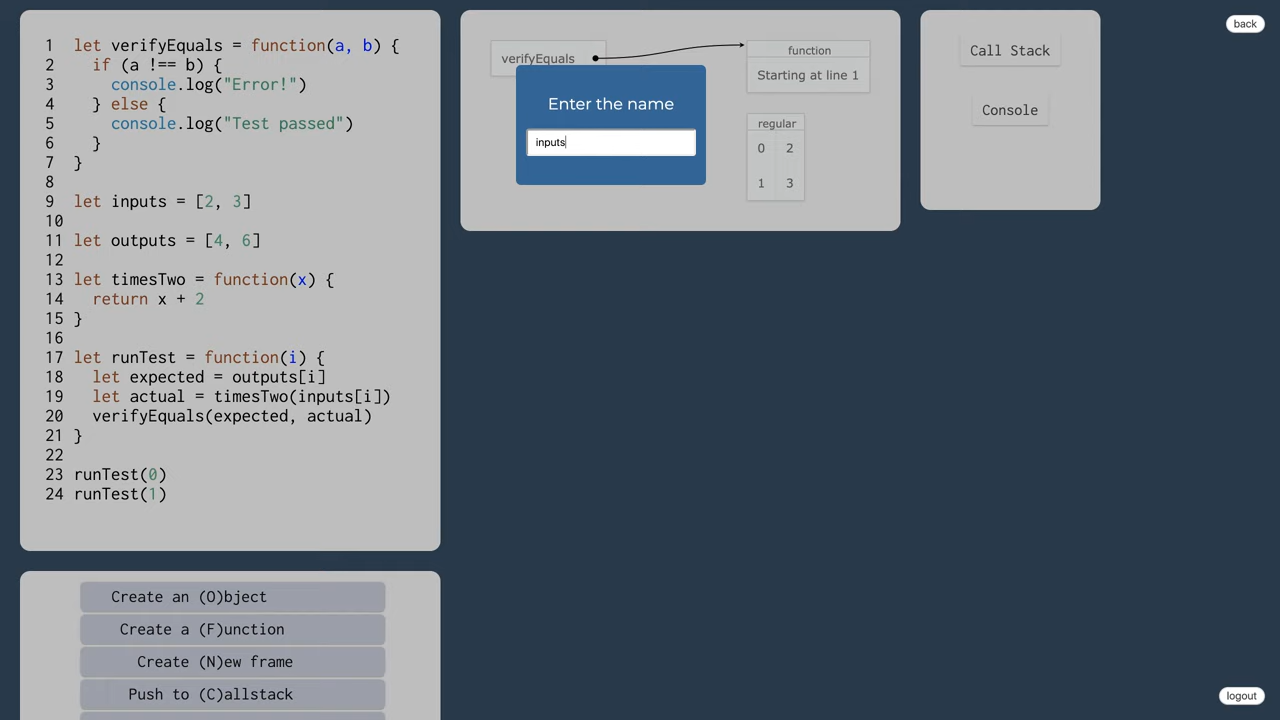 1 let verifyEquals = function(a, b) {
2   if (a !== b) {
3     console.log("Error!")
4   } else {
5     console.log("Test passed")
6   }
7 }
8
9 let inputs = [2, 3]
10
11 let outputs = [4, 6]
12
13 let timesTwo = function(x) {
14   return x + 2
15 }
16
17 let runTest = function(i) {
18   let expected = outputs[i]
19   let actual = timesTwo(inputs[i])
20   verifyEquals(expected, actual)
21 }
22
23 runTest(0)
24 runTest(1)
Create an (O)bject
Create a (F)unction
Create (N)ew frame
Push to (C)allstack
verifyEquals
function
Starting at line 1
Enter the name
inputs
regular
0 2
1 3
Call Stack
Console
back
logout